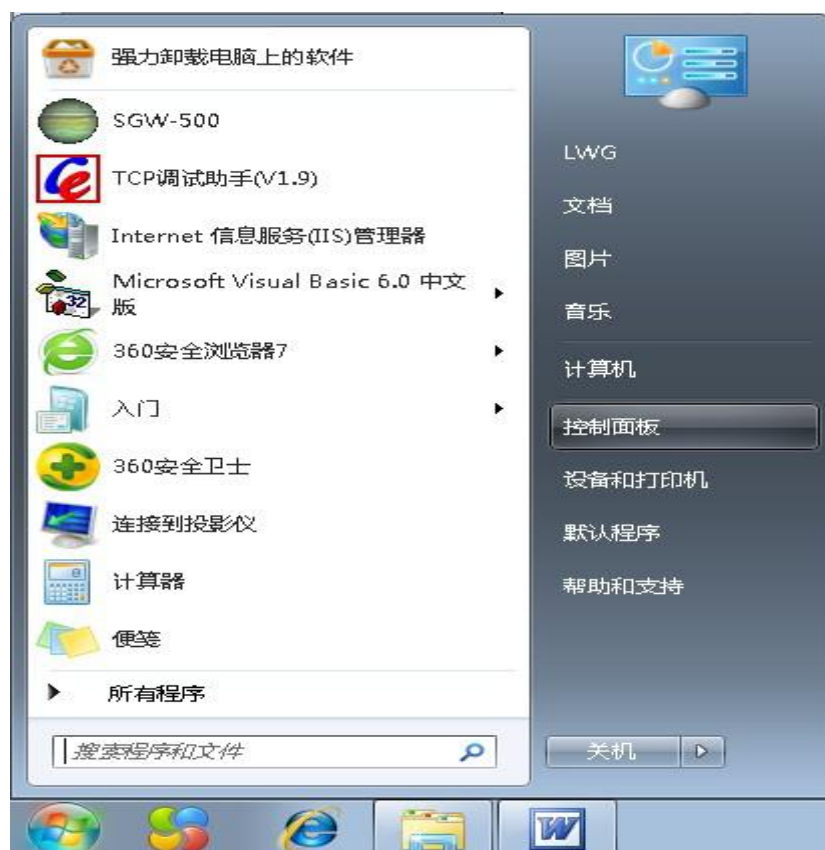 强力卸载电脑上的软件
SGW-500
TCP调试助手(V1.9)
Internet 信息服务(IIS)管理器
Microsoft Visual Basic 6.0 中文
版
360安全浏览器7
入门
360安全卫士
连接到投影仪
计算器
便笺
所有程序
搜索程序和文件
LWG
文档
图片
音乐
计算机
控制面板
设备和打印机
默认程序
帮助和支持
关机